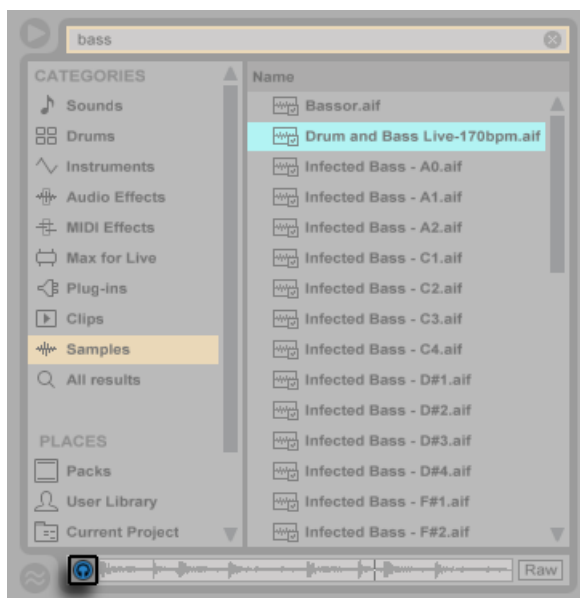 bass
CATEGORIES
Sounds
Drums
Instruments
Audio Effects
MIDI Effects
Max for Live
Plug-ins
Clips
Samples
All results
PLACES
Packs
User Library
Current Project
Name
Bassor.aif
Drum and Bass Live-170bpm.aif
Infected Bass - A0.aif
Infected Bass - A1.aif
Infected Bass - A2.aif
Infected Bass - C1.aif
Infected Bass - C2.aif
Infected Bass - C3.aif
Infected Bass - C4.aif
Infected Bass - D#1.aif
Infected Bass - D#2.aif
Infected Bass - D#3.aif
Infected Bass - D#4.aif
Infected Bass - F#1.aif
Infected Bass - F#2.aif
Raw